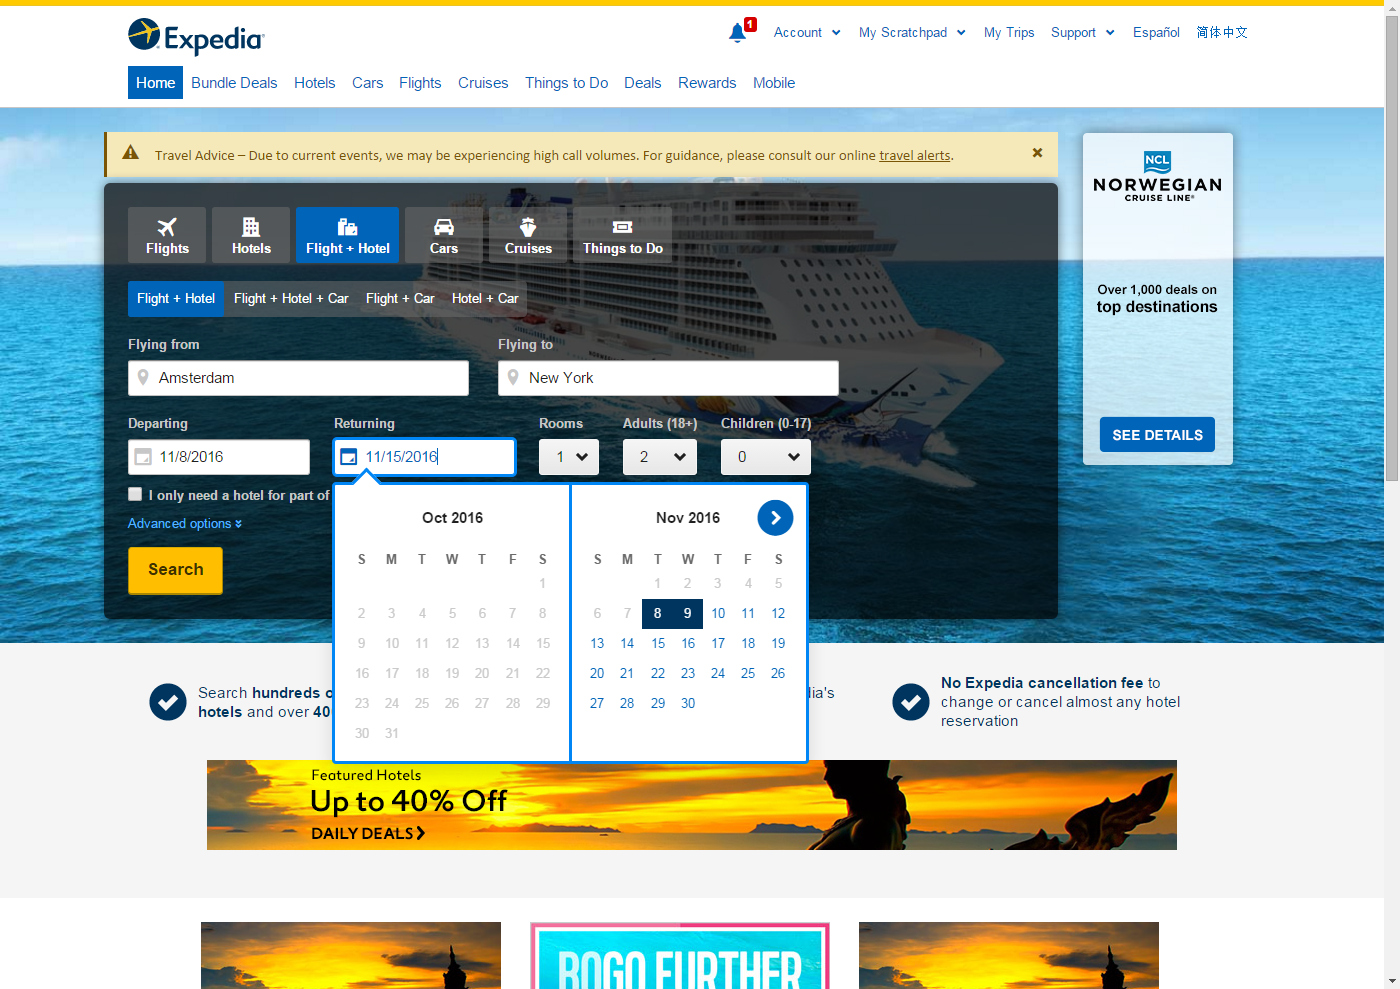 Expedia
1
Account
My Scratchpad
My Trips
Support
Español
简体中文
Home
Bundle Deals
Hotels
Cars
Flights
Cruises
Things to Do
Deals
Rewards
Mobile
Travel Advice – Due to current events, we may be experiencing high call volumes. For guidance, please consult our online travel alerts.
NCL
NORWEGIAN
CRUISE LINE®
Over 1,000 deals on
top destinations
SEE DETAILS
Flights
Hotels
Flight + Hotel
Cars
Cruises
Things to Do
Flight + Hotel
Flight + Hotel + Car
Flight + Car
Hotel + Car
Flying from
Flying to
Amsterdam
New York
Departing
Returning
Rooms
Adults (18+)
Children (0-17)
11/8/2016
11/15/2016
1
2
0
I only need a hotel for part of
Advanced options
Search
Oct 2016
S M T W T F S
1
2 3 4 5 6 7 8
9 10 11 12 13 14 15
16 17 18 19 20 21 22
23 24 25 26 27 28 29
30 31
Nov 2016
S M T W T F S
1 2 3 4 5
6 7 8 9 10 11 12
13 14 15 16 17 18 19
20 21 22 23 24 25 26
27 28 29 30
Search hundreds o
hotels and over 40
ia's
No Expedia cancellation fee to
change or cancel almost any hotel
reservation
Featured Hotels
Up to 40% Off
DAILY DEALS
BOGO FURTHER